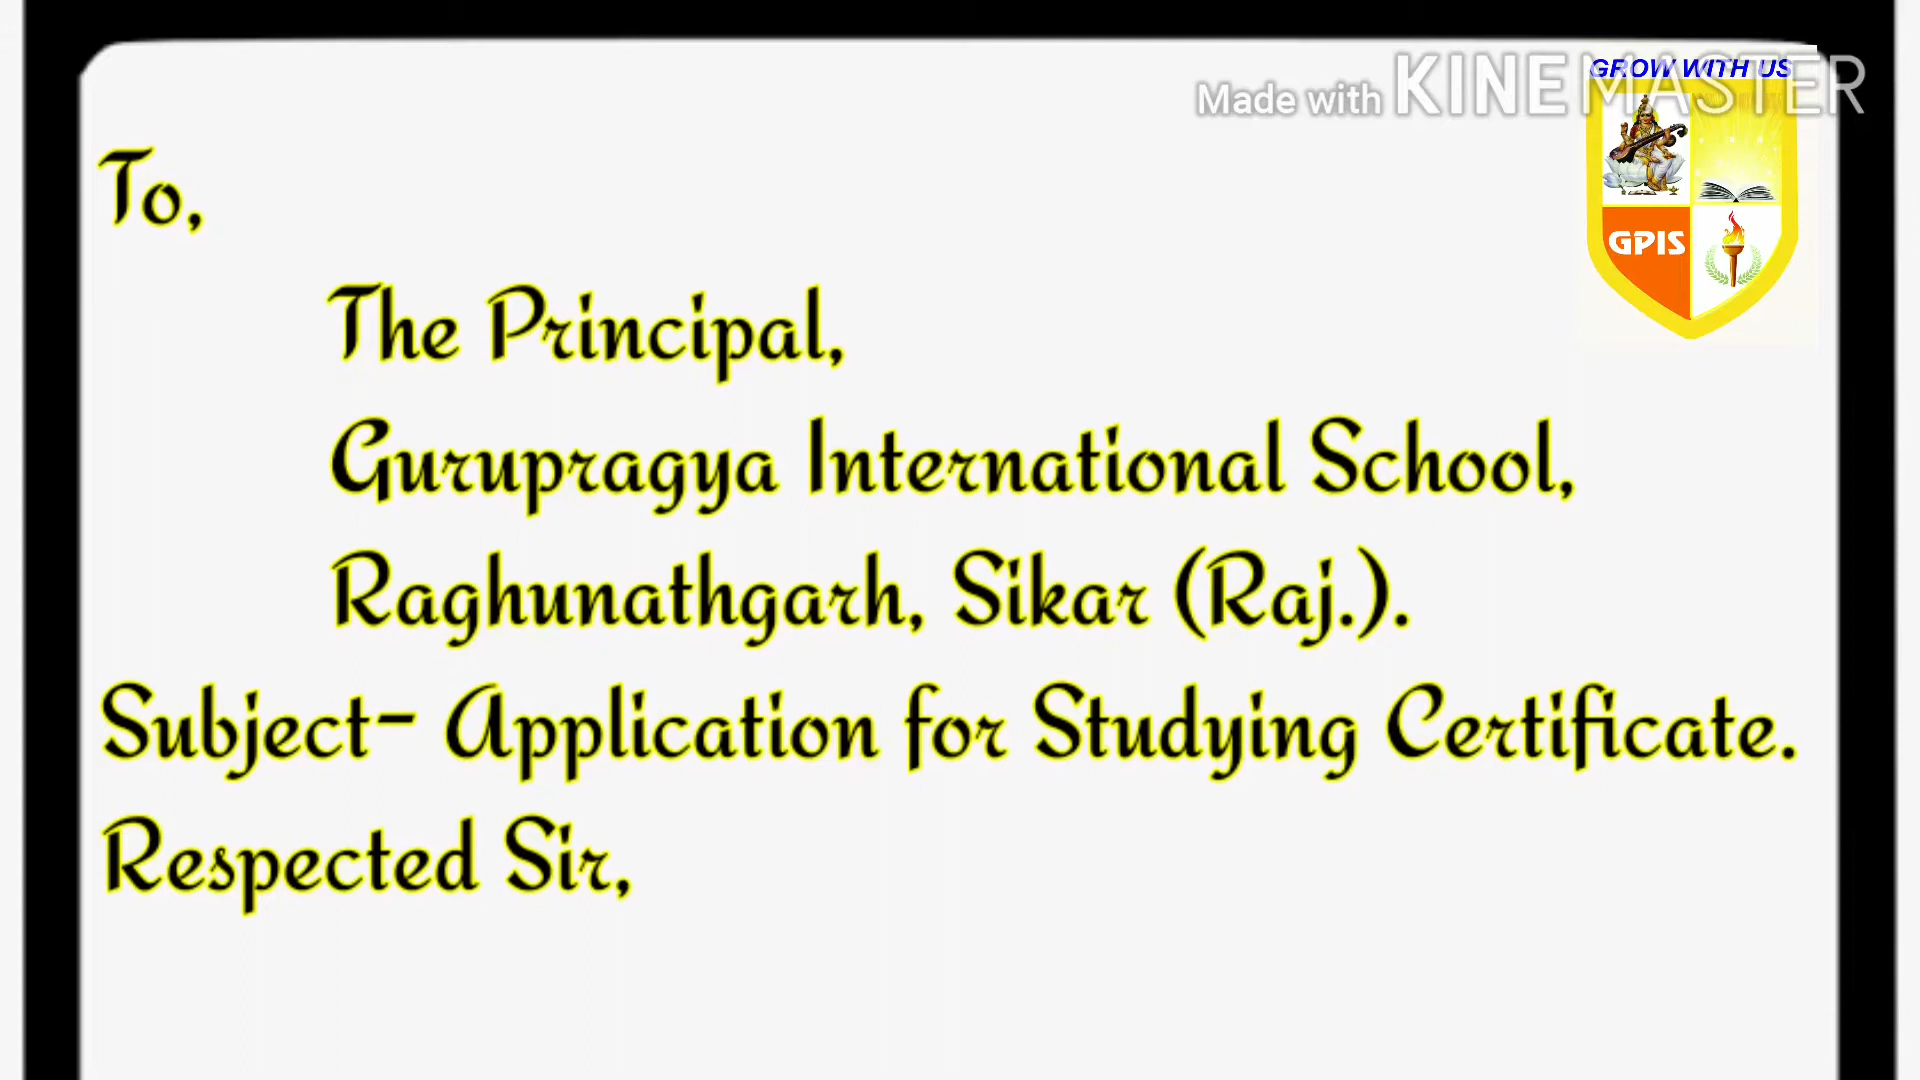 GROW WITH US
Made with KINEMASTER
GPIS
To,
The Principal,
Gurupragya International School,
Raghunathgarh, Sikar (Raj.).
Subject- Application for Studying Certificate.
Respected Sir,